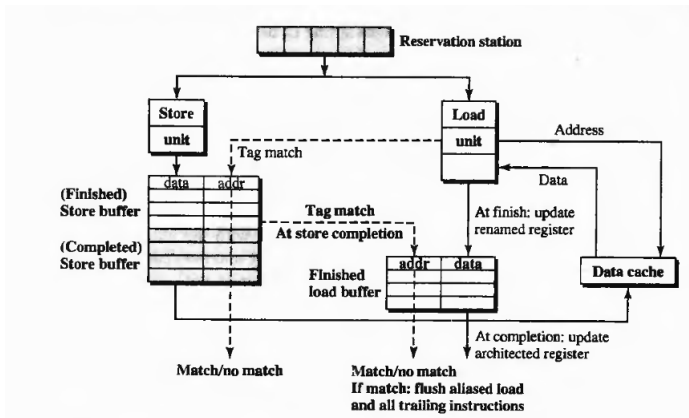 Reservation station
Store
unit
Load
unit
Address
Tag match
Data
data addr
(Finished)
Store buffer
Tag match
At store completion
At finish: update
renamed register
(Completed)
Store buffer
addr data
Finished
load buffer
Data cache
At completion: update
architected register
Match/no match
Match/no match
If match: flush aliased load
and all trailing instructions